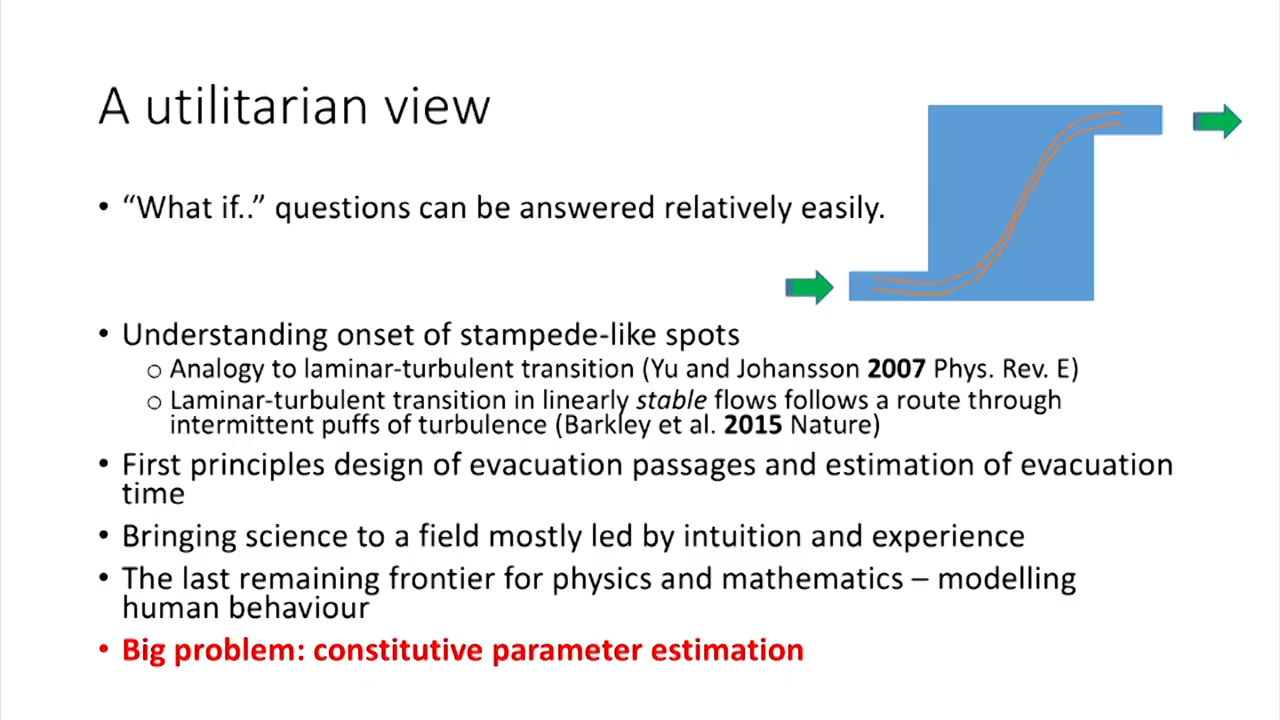 A utilitarian view
• “What if..” questions can be answered relatively easily.
• Understanding onset of stampede-like spots
o Analogy to laminar-turbulent transition (Yu and Johansson 2007 Phys. Rev. E)
o Laminar-turbulent transition in linearly stable flows follows a route through
intermittent puffs of turbulence (Barkley et al. 2015 Nature)
• First principles design of evacuation passages and estimation of evacuation
time
• Bringing science to a field mostly led by intuition and experience
• The last remaining frontier for physics and mathematics – modelling
human behaviour
• Big problem: constitutive parameter estimation